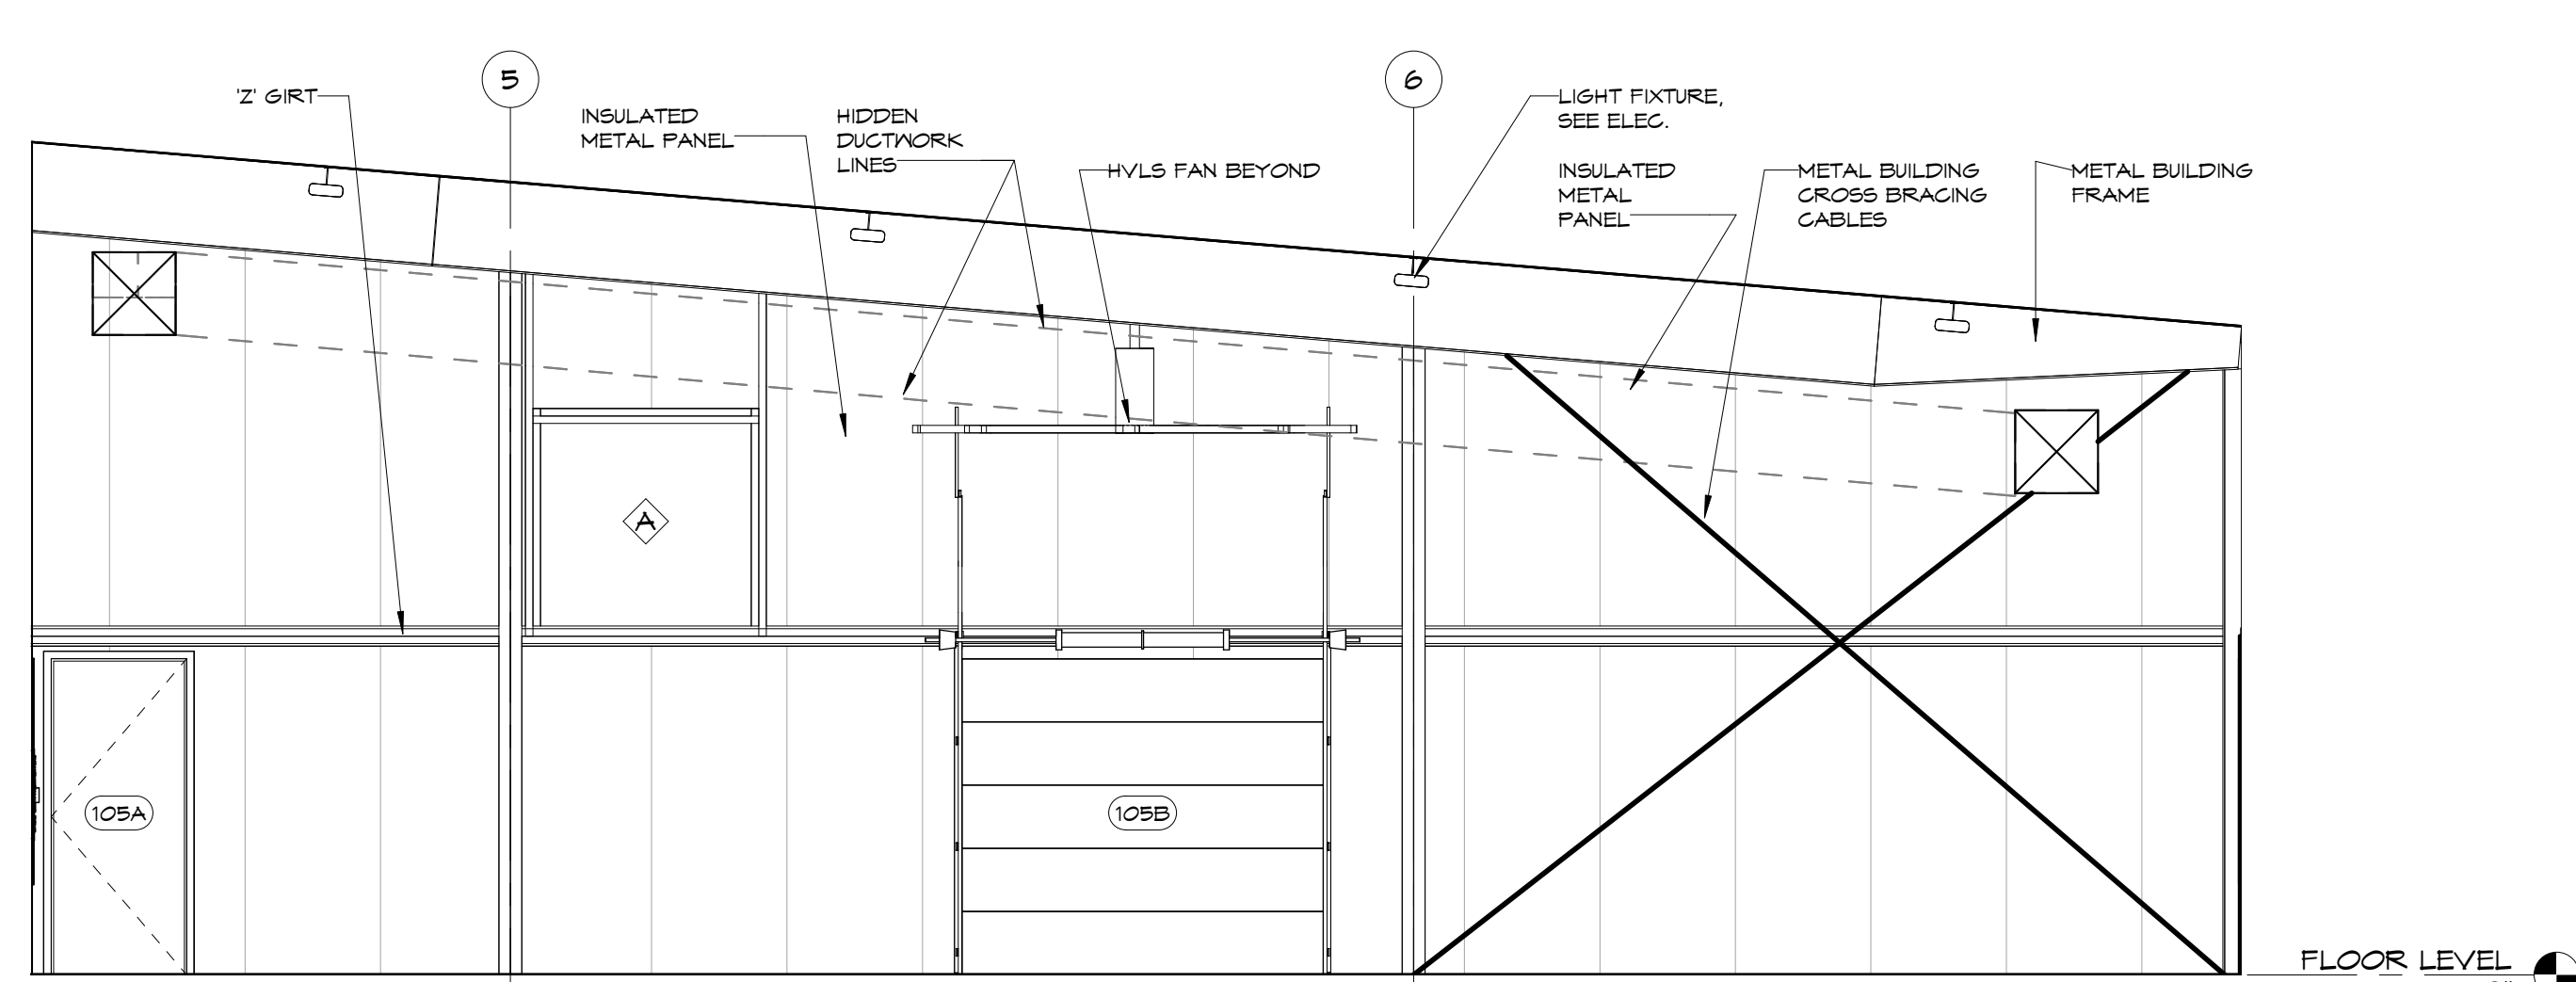 5
6
'Z' GIRT
INSULATED
METAL PANEL
HIDDEN
DUCTWORK
LINES
HVLS FAN BEYOND
LIGHT FIXTURE,
SEE ELEC.
INSULATED
METAL
PANEL
METAL BUILDING
CROSS BRACING
CABLES
METAL BUILDING
FRAME
A
105A
105B
FLOOR LEVEL